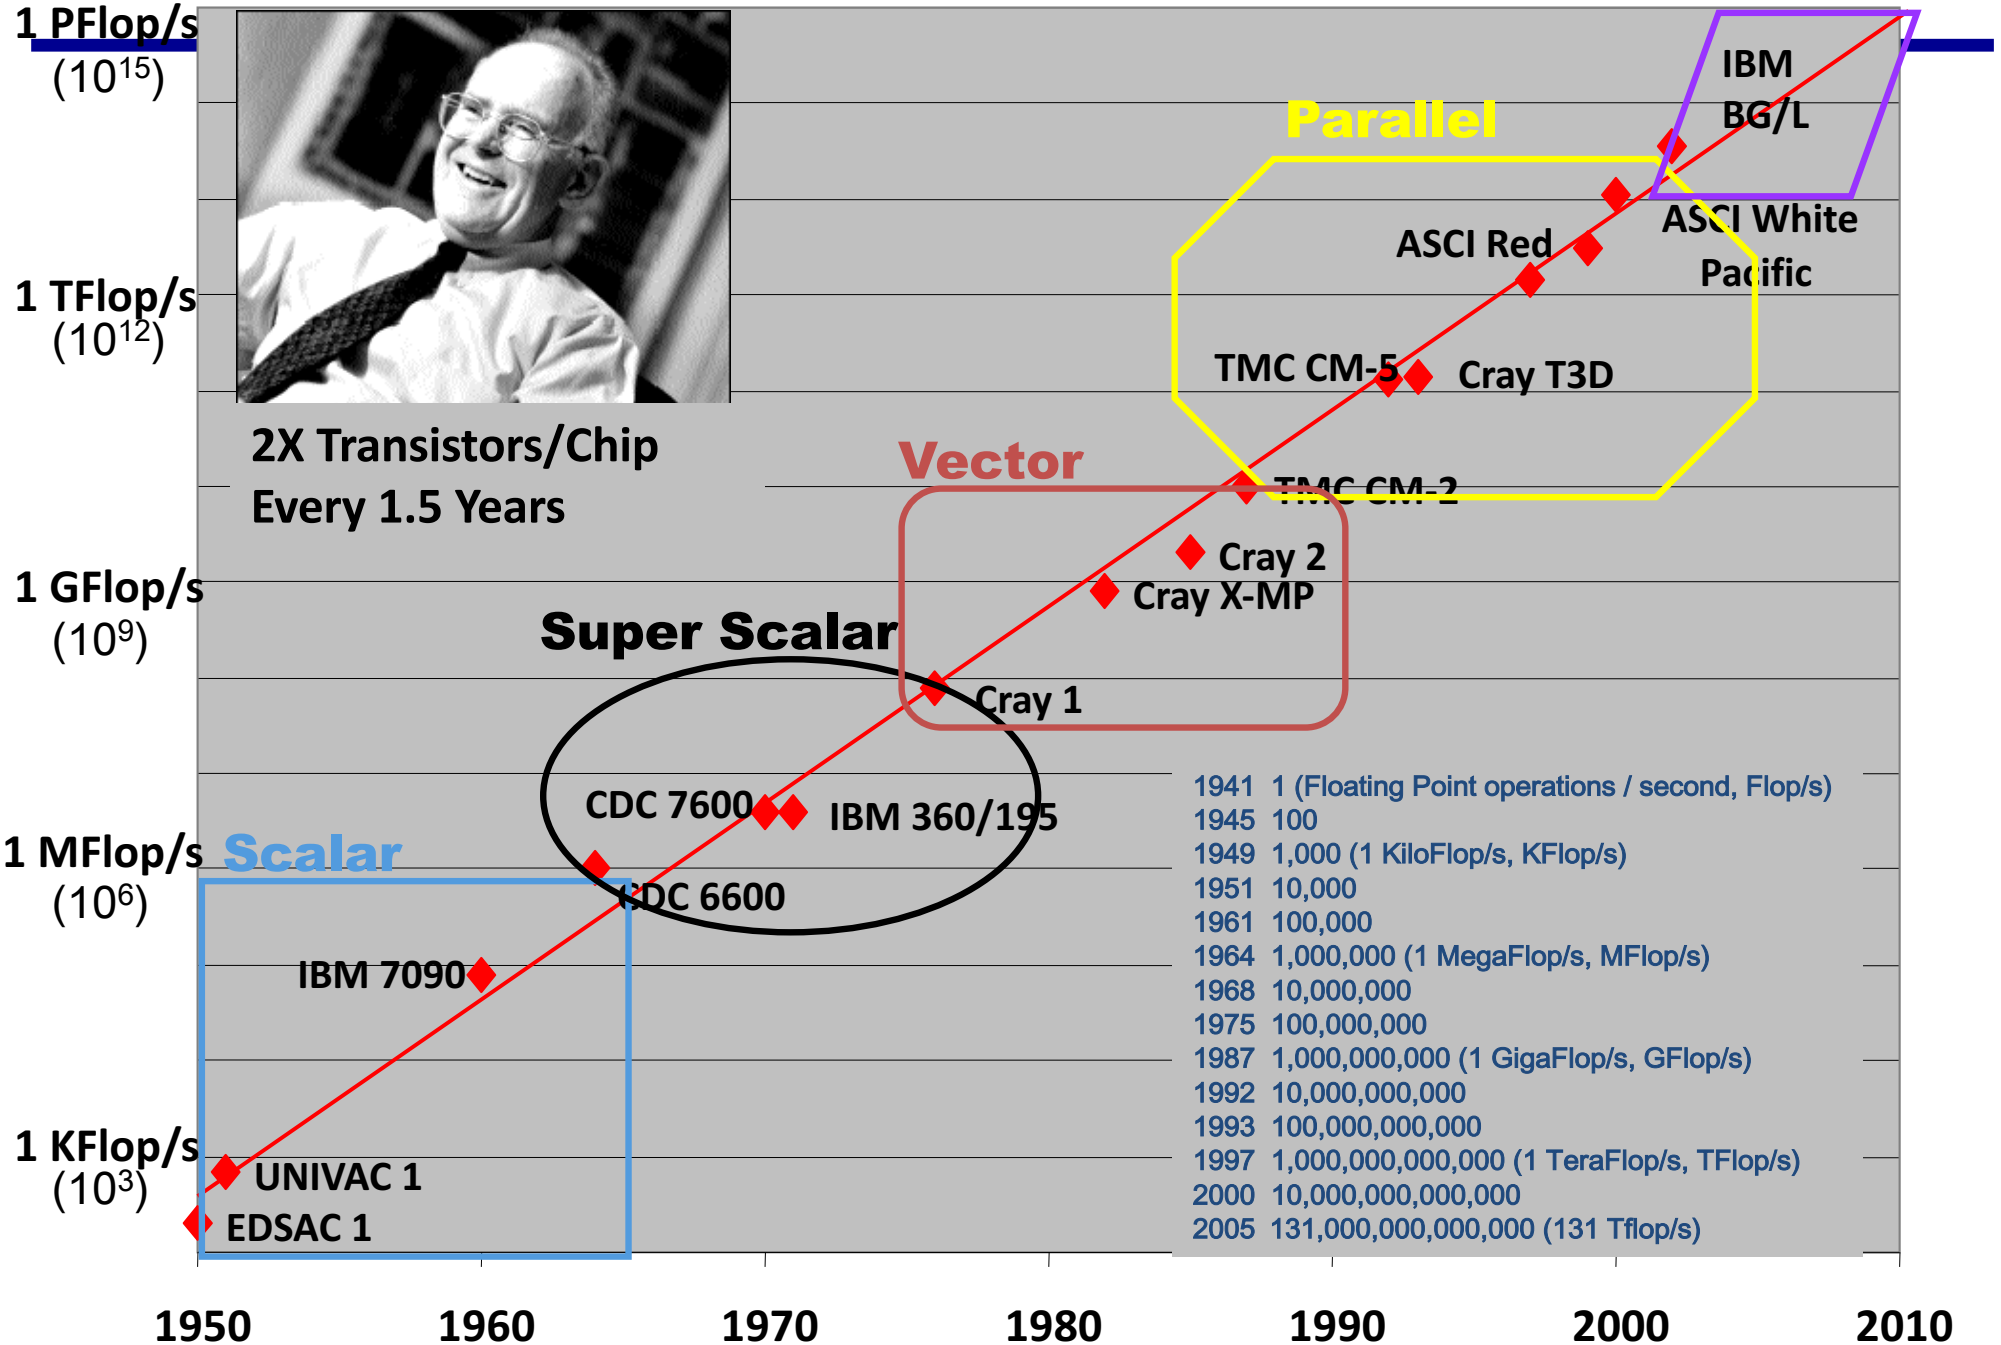 1 PFlop/s
(10¹⁵)
IBM
BG/L
Parallel
ASCI White
Pacific
ASCI Red
1 TFlop/s
(10¹²)
TMC CM-5
Cray T3D
2X Transistors/Chip
Every 1.5 Years
Vector
TMC CM-2
Cray 2
Cray X-MP
1 GFlop/s
(10⁹)
Super Scalar
Cray 1
CDC 7600
IBM 360/195
1 MFlop/s
(10⁶)
Scalar
CDC 6600
IBM 7090
1 KFlop/s
(10³)
UNIVAC 1
EDSAC 1
1941 1 (Floating Point operations / second, Flop/s)
1945 100
1949 1,000 (1 KiloFlop/s, KFlop/s)
1951 10,000
1961 100,000
1964 1,000,000 (1 MegaFlop/s, MFlop/s)
1968 10,000,000
1975 100,000,000
1987 1,000,000,000 (1 GigaFlop/s, GFlop/s)
1992 10,000,000,000
1993 100,000,000,000
1997 1,000,000,000,000 (1 TeraFlop/s, TFlop/s)
2000 10,000,000,000,000
2005 131,000,000,000,000 (131 Tflop/s)
1950 1960 1970 1980 1990 2000 2010